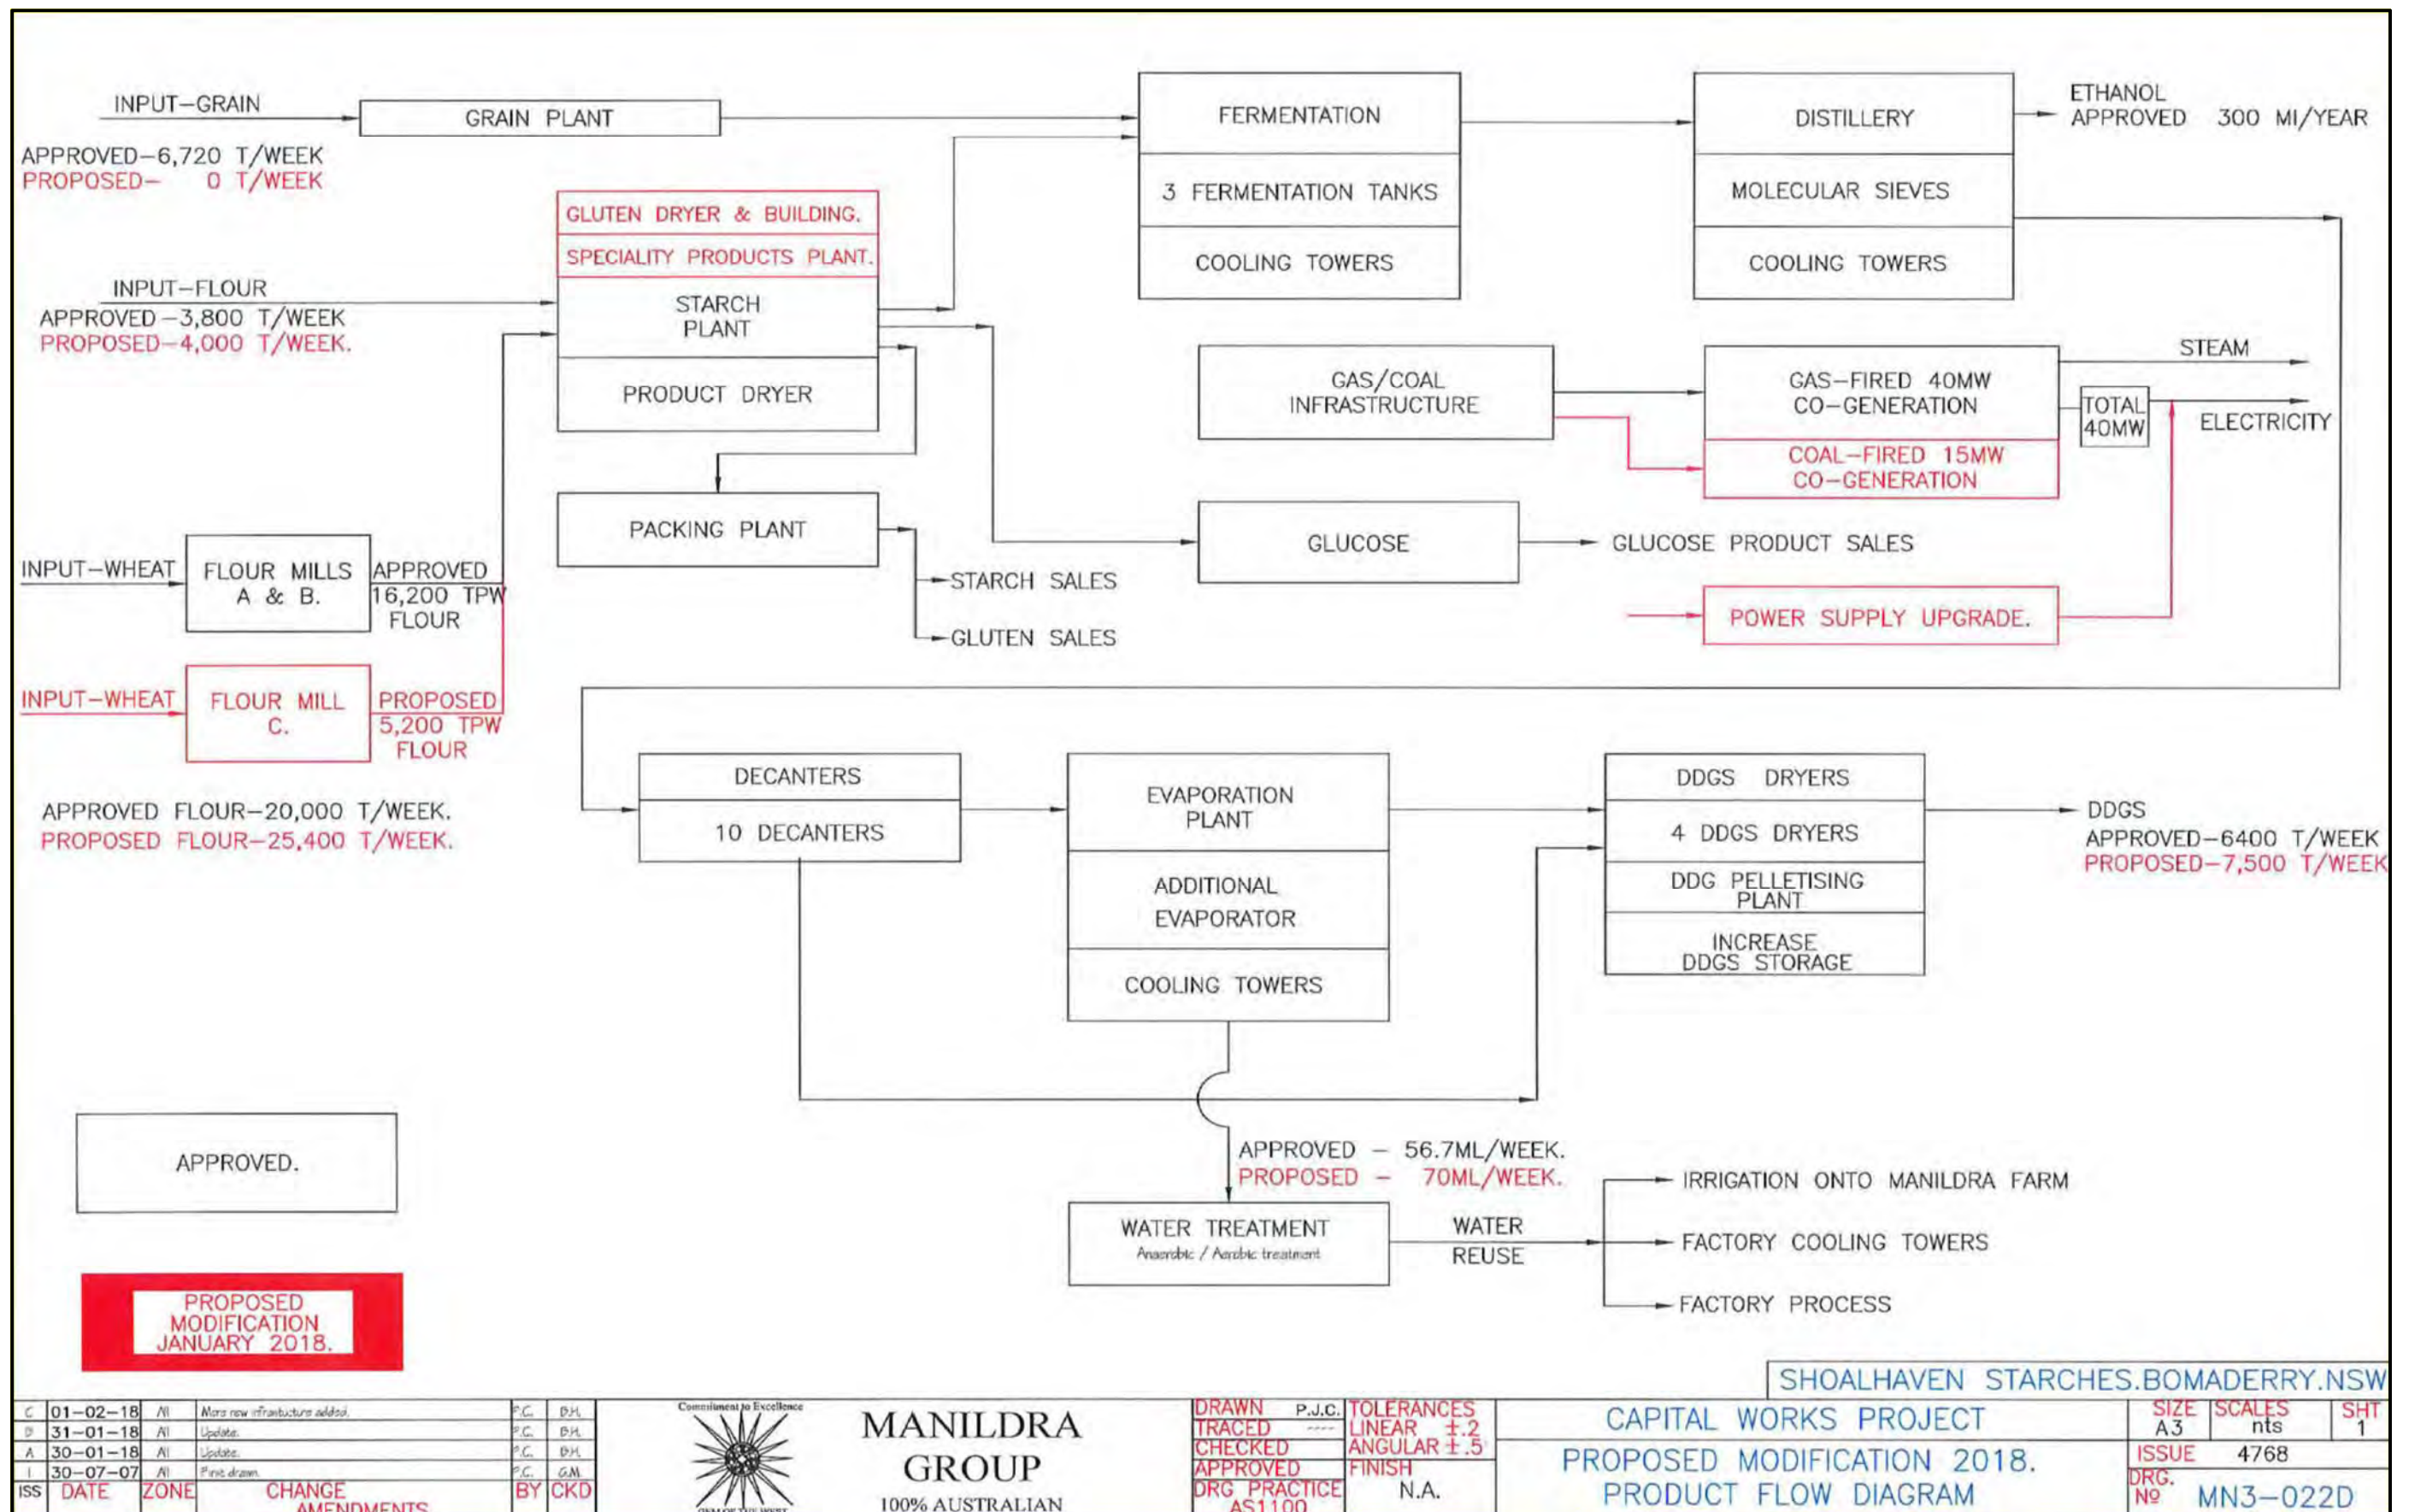 INPUT-GRAIN
GRAIN PLANT
APPROVED-6,720 T/WEEK
PROPOSED- 0 T/WEEK
FERMENTATION
3 FERMENTATION TANKS
COOLING TOWERS
DISTILLERY
MOLECULAR SIEVES
COOLING TOWERS
ETHANOL
APPROVED 300 Ml/YEAR
GLUTEN DRYER & BUILDING.
SPECIALITY PRODUCTS PLANT.
STARCH
PLANT
PRODUCT DRYER
INPUT-FLOUR
APPROVED-3,800 T/WEEK
PROPOSED-4,000 T/WEEK.
GAS/COAL
INFRASTRUCTURE
GAS-FIRED 40MW
CO-GENERATION
COAL-FIRED 15MW
CO-GENERATION
STEAM
TOTAL
40MW
ELECTRICITY
PACKING PLANT
STARCH SALES
GLUTEN SALES
GLUCOSE
GLUCOSE PRODUCT SALES
POWER SUPPLY UPGRADE.
INPUT-WHEAT
FLOUR MILLS
A & B.
APPROVED
16,200 TPW
FLOUR
INPUT-WHEAT
FLOUR MILL
C.
PROPOSED
5,200 TPW
FLOUR
APPROVED FLOUR-20,000 T/WEEK.
PROPOSED FLOUR-25,400 T/WEEK.
DECANTERS
10 DECANTERS
EVAPORATION
PLANT
ADDITIONAL
EVAPORATOR
COOLING TOWERS
DDGS DRYERS
4 DDGS DRYERS
DDG PELLETISING
PLANT
INCREASE
DDGS STORAGE
DDGS
APPROVED-6400 T/WEEK
PROPOSED-7,500 T/WEEK
APPROVED - 56.7ML/WEEK.
PROPOSED - 70ML/WEEK.
WATER TREATMENT
Anaerobic / Aerobic treatment
WATER
REUSE
IRRIGATION ONTO MANILDRA FARM
FACTORY COOLING TOWERS
FACTORY PROCESS
APPROVED.
PROPOSED
MODIFICATION
JANUARY 2018.
SHOALHAVEN STARCHES.BOMADERRY.NSW
C 01-02-18 All More new infrastucture added. P.C. B.H.
31-01-18 All Update. P.C. B.H.
A 30-01-18 All Update. P.C. B.H.
1 30-07-07 All First drawn P.C. G.M.
ISS DATE ZONE CHANGE BY CKD
AMENDMENTS
Commitment to Excellence
MANILDRA
GROUP
100% AUSTRALIAN
DRAWN P.J.C.
TRACED ----
CHECKED
APPROVED
DRG PRACTICE
AS1100
TOLERANCES
LINEAR ±.2
ANGULAR ±.5
FINISH
N.A.
CAPITAL WORKS PROJECT
PROPOSED MODIFICATION 2018.
PRODUCT FLOW DIAGRAM
SIZE
A3
SCALES
nts
SHT
1
ISSUE 4768
DRG.
Nº MN3-022D